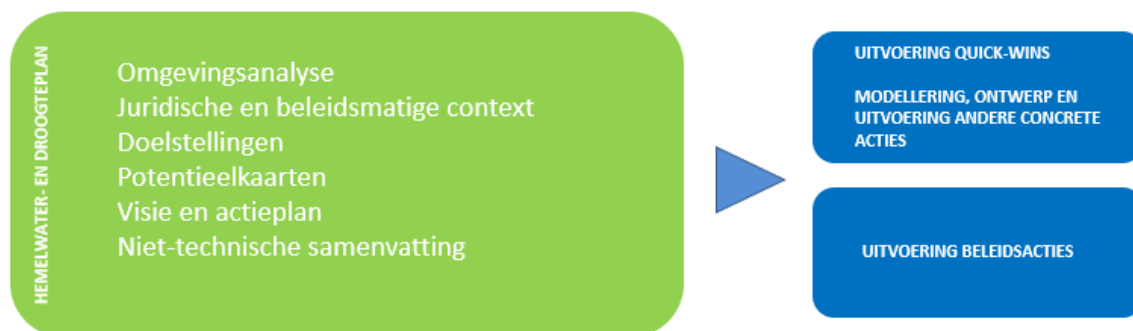 HEMELWATER- EN DROOGTEPLAN
Omgevingsanalyse
Juridische en beleidsmatige context
Doelstellingen
Potentieelkaarten
Visie en actieplan
Niet-technische samenvatting
UITVOERING QUICK-WINS
MODELLERING, ONTWERP EN
UITVOERING ANDERE CONCRETE
ACTIES
UITVOERING BELEIDSACTIES